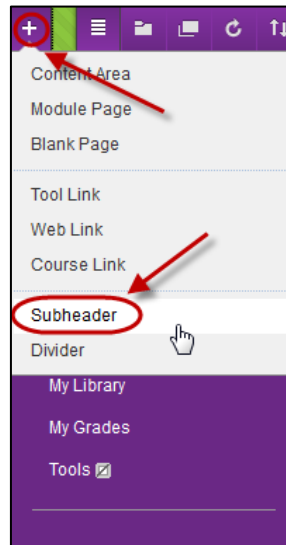 Content Area
Module Page
Blank Page
Tool Link
Web Link
Course Link
Subheader
Divider
My Library
My Grades
Tools